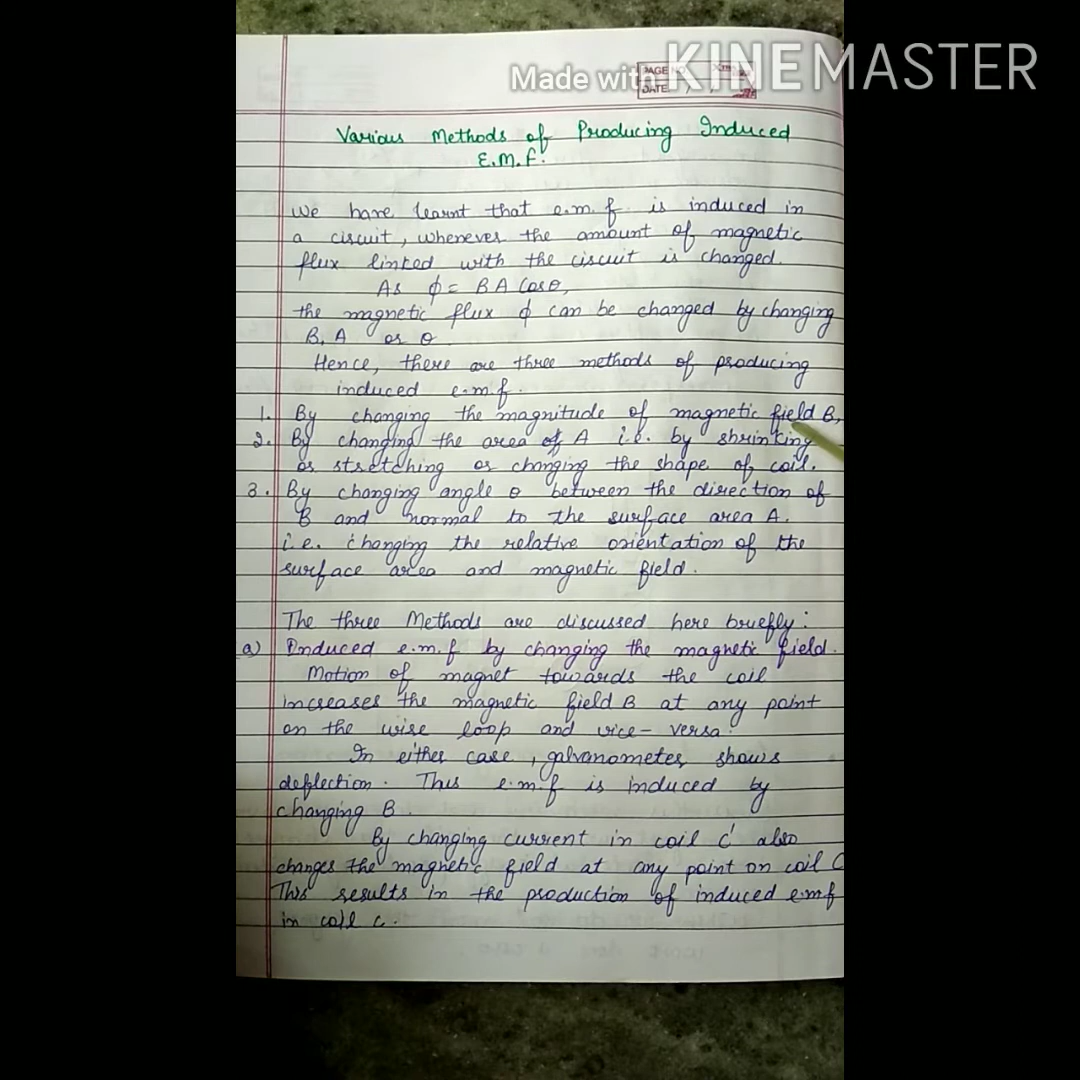 Made with KINEMASTER
PAGE NO
DATE / /
Various Methods of Producing Induced
E.M.F.
We have learnt that e.m.f is induced in
a circuit, whenever the amount of magnetic
flux linked with the circuit is changed.
As ϕ = BA Cosθ,
the magnetic flux ϕ can be changed by changing
B, A or θ
Hence, there are three methods of producing
induced e.m.f.
1. By changing the magnitude of magnetic field B,
2. By changing the area of A i.e. by shrinking
or stretching or changing the shape of coil.
3. By changing angle θ between the direction of
B and normal to the surface area A.
i.e. changing the relative orientation of the
surface area and magnetic field.
The three Methods are discussed here briefly:
a) Induced e.m.f by changing the magnetic field.
Motion of magnet towards the coil
increases the magnetic field B at any point
on the wire loop and vice-versa.
In either case, galvanometer shows
deflection. Thus e.m.f is induced by
changing B.
By changing current in coil C' also
changes the magnetic field at any point on coil C
This results in the production of induced e.m.f
in coil C.